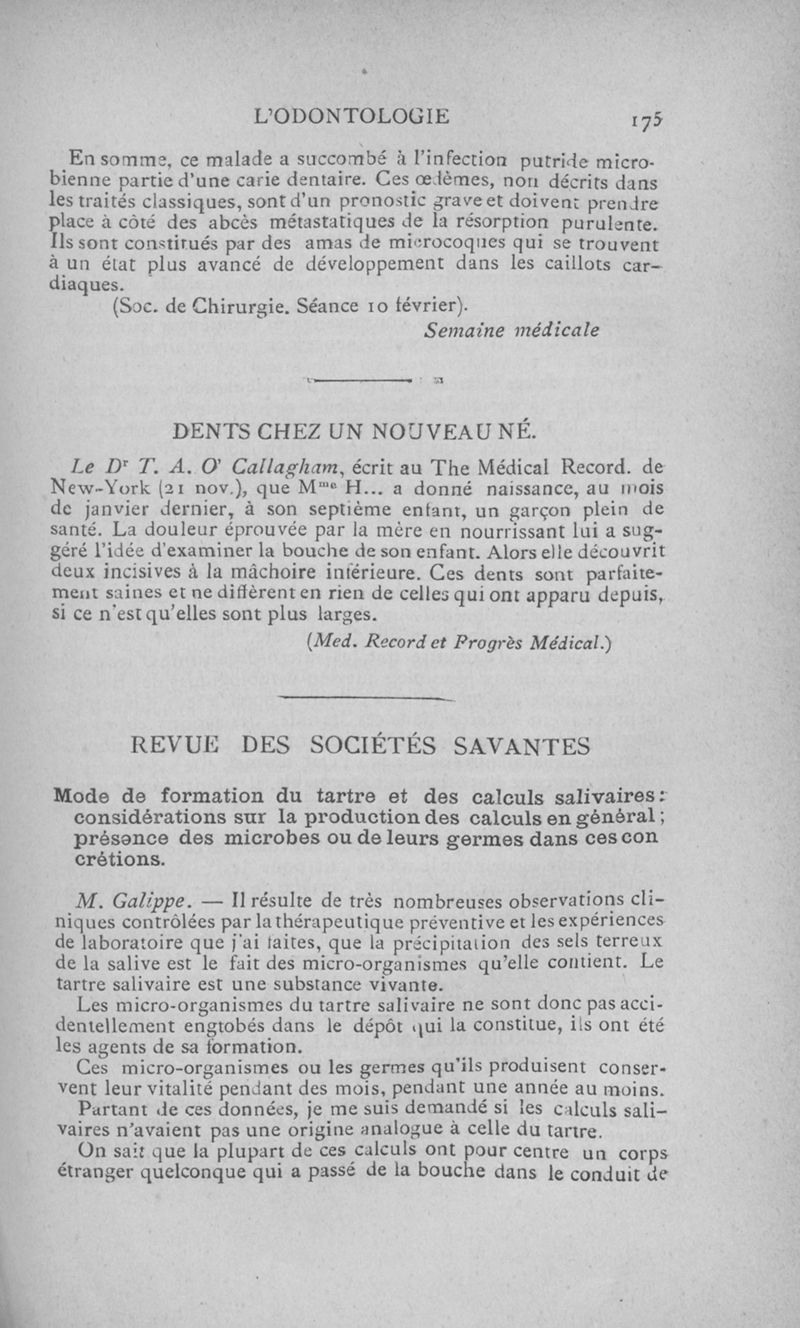 L'ODONTOLOGIE 175
En somme, ce malade a succombé à l'infection putride micro-
bienne partie d'une carie dentaire. Ces œdèmes, non décrits dans
les traités classiques, sont d'un pronostic grave et doivent prendre
place à côté des abcès métastatiques de la résorption purulente.
Ils sont constitués par des amas de microcoques qui se trouvent
à un état plus avancé de développement dans les caillots car-
diaques.
(Soc. de Chirurgie. Séance 10 février).
Semaine médicale
DENTS CHEZ UN NOUVEAU NÉ.
Le Dr T. A. O' Callagham, écrit au The Médical Record. de
New-York (21 nov.), que Mme H... a donné naissance, au mois
de janvier dernier, à son septième enfant, un garçon plein de
santé. La douleur éprouvée par la mère en nourrissant lui a sug-
géré l'idée d'examiner la bouche de son enfant. Alors elle découvrit
deux incisives à la mâchoire inférieure. Ces dents sont parfaite-
ment saines et ne diffèrent en rien de celles qui ont apparu depuis,
si ce n'est qu'elles sont plus larges.
(Med. Record et Progrès Médical.)
REVUE DES SOCIÉTÉS SAVANTES
Mode de formation du tartre et des calculs salivaires:
considérations sur la production des calculs en général;
présence des microbes ou de leurs germes dans ces con
crétions.
M. Galippe. — Il résulte de très nombreuses observations cli-
niques contrôlées par la thérapeutique préventive et les expériences
de laboratoire que j'ai faites, que la précipitation des sels terreux
de la salive est le fait des micro-organismes qu'elle contient. Le
tartre salivaire est une substance vivante.
Les micro-organismes du tartre salivaire ne sont donc pas acci-
dentellement engtobés dans le dépôt qui la constitue, ils ont été
les agents de sa formation.
Ces micro-organismes ou les germes qu'ils produisent conser-
vent leur vitalité pendant des mois, pendant une année au moins.
Partant de ces données, je me suis demandé si les calculs sali-
vaires n'avaient pas une origine analogue à celle du tartre.
On sait que la plupart de ces calculs ont pour centre un corps
étranger quelconque qui a passé de la bouche dans le conduit de